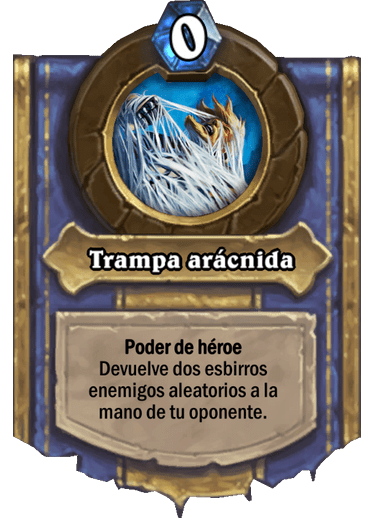 0
Trampa arácnida
Poder de héroe
Devuelve dos esbirros
enemigos aleatorios a la
mano de tu oponente.